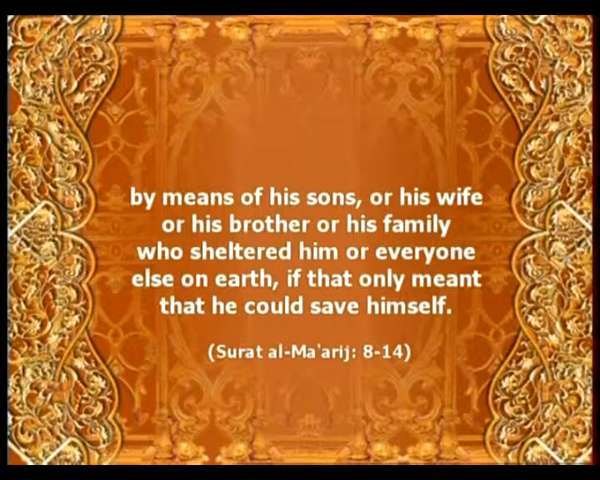 by means of his sons, or his wife
or his brother or his family
who sheltered him or everyone
else on earth, if that only meant
that he could save himself.
(Surat al-Ma'arij: 8-14)